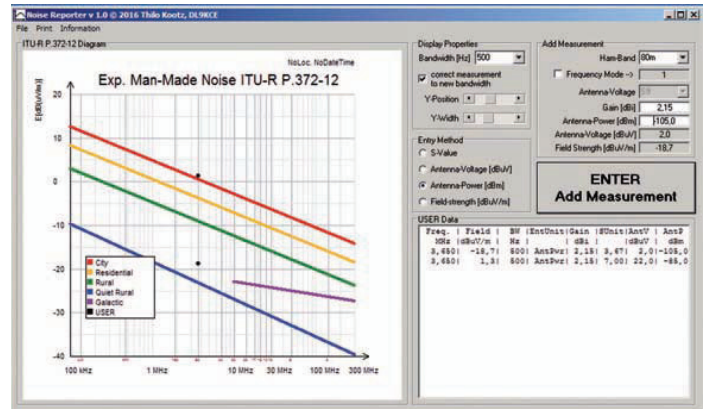 Noise Reporter v 1.0 © 2016 Thilo Kootz, DL9KCE
File Print Information
ITU-R P.372-12 Diagram
NoLoc. NoDateTime
Exp. Man-Made Noise ITU-R P.372-12
E[dB(uV/m)]
20
10
0
-10
-20
-30
-40
City
Residential
Rural
Quiet Rural
Galactic
USER
100 kHz 1 MHz 10 MHz 30 MHz 100 MHz 300 MHz
Display Properties
Bandwidth [Hz] 500
correct measurement
to new bandwidth
Y-Position
Y-Width
Entry Method
S-Value
Antenna-Voltage [dBuV]
Antenna-Power [dBm]
Field-strength [dBuV/m]
Add Measurement
Ham-Band 80m
Frequency Mode --> 1
Antenna-Voltage
Gain [dBi] 2,15
Antenna-Power [dBm] -105,0
Antenna-Voltage [dBuV] 2,0
Field Strength [dBuV/m] -18,7
ENTER
Add Measurement
USER Data
Freq. | Field | BW |EntUnit|Gain |SUnit|AntV | AntP
MHz |dBuV/m | Hz | | dBi | |dBuV | dBm
3,650| -18,7| 500| AntPwr| 2,15| 3,67| 2,0|-105,0
3,650| 1,3| 500| AntPwr| 2,15| 7,00| 22,0| -85,0